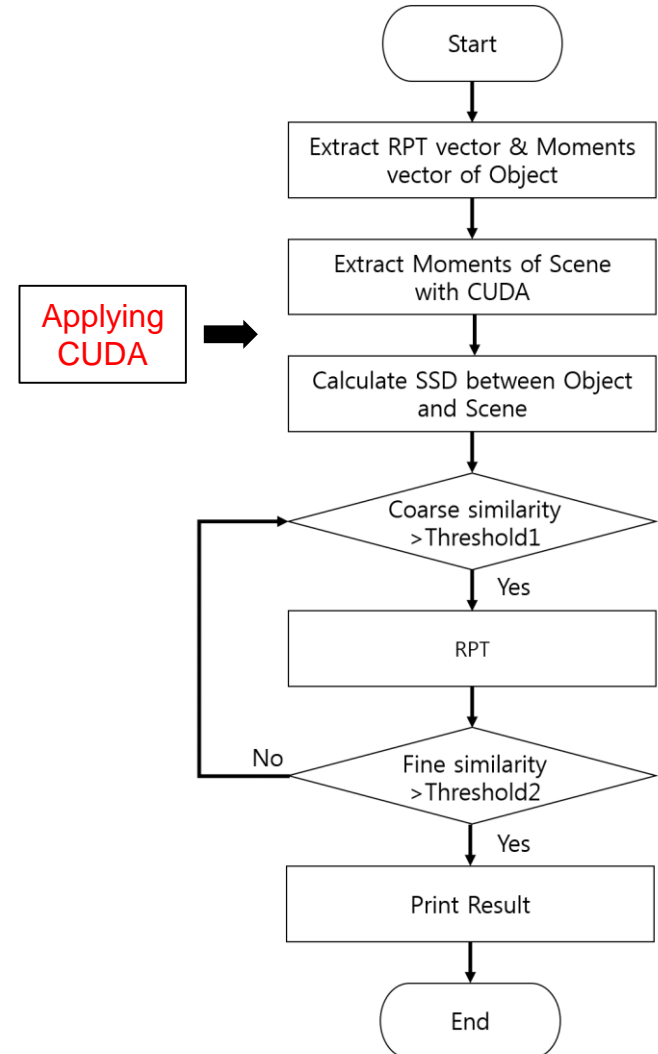 Start
Extract RPT vector & Moments
vector of Object
Extract Moments of Scene
with CUDA
Applying
CUDA
Calculate SSD between Object
and Scene
Coarse similarity
>Threshold1
Yes
RPT
No
Fine similarity
>Threshold2
Yes
Print Result
End